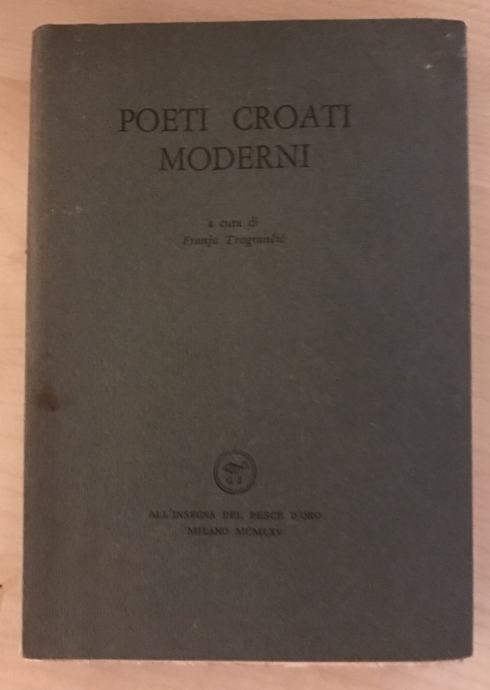 POETI CROATI
MODERNI
a cura di
Franjo Trogrančić
G S
ALL'INSEGNA DEL PESCE D'ORO
MILANO MCMLXV